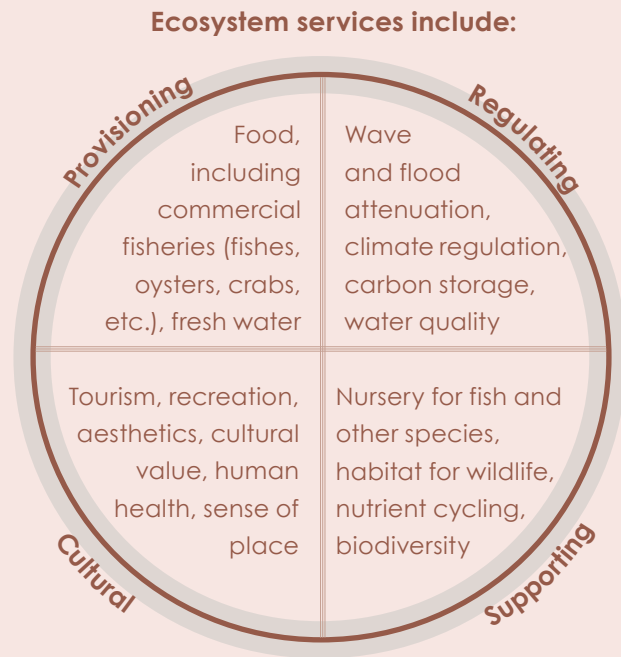 Ecosystem services include:
Provisioning
Food,
including
commercial
fisheries (fishes,
oysters, crabs,
etc.), fresh water
Regulating
Wave
and flood
attenuation,
climate regulation,
carbon storage,
water quality
Cultural
Tourism, recreation,
aesthetics, cultural
value, human
health, sense of
place
Supporting
Nursery for fish and
other species,
habitat for wildlife,
nutrient cycling,
biodiversity